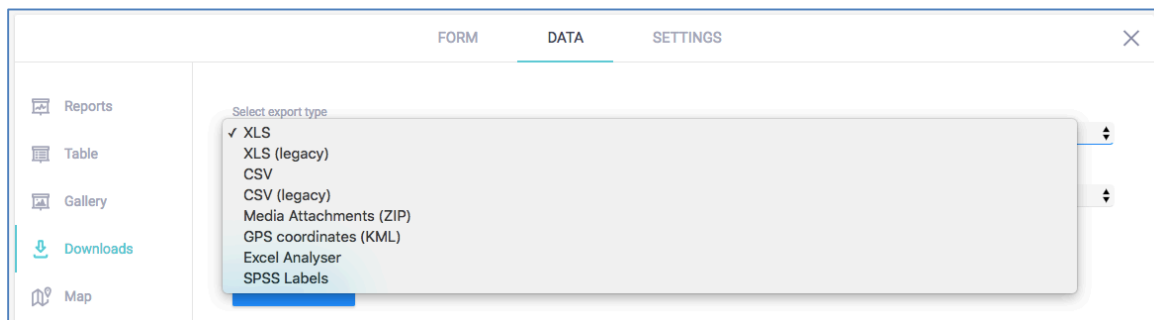 FORM DATA SETTINGS
Reports
Table
Gallery
Downloads
Map
Select export type
✓ XLS
XLS (legacy)
CSV
CSV (legacy)
Media Attachments (ZIP)
GPS coordinates (KML)
Excel Analyser
SPSS Labels